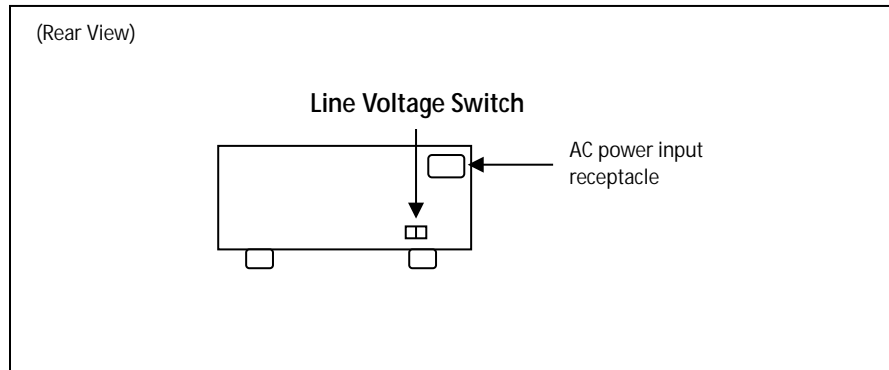 (Rear View)
Line Voltage Switch
AC power input
receptacle